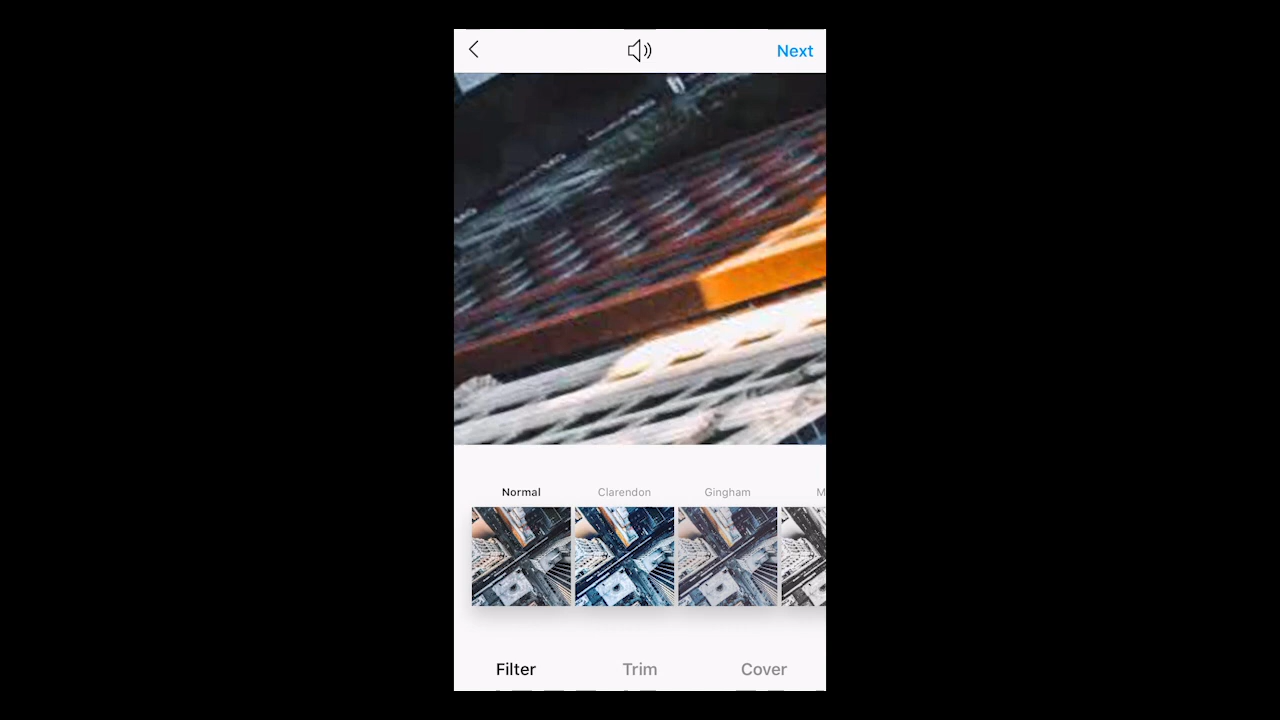 Next
Normal
Clarendon
Gingham
M
Filter
Trim
Cover